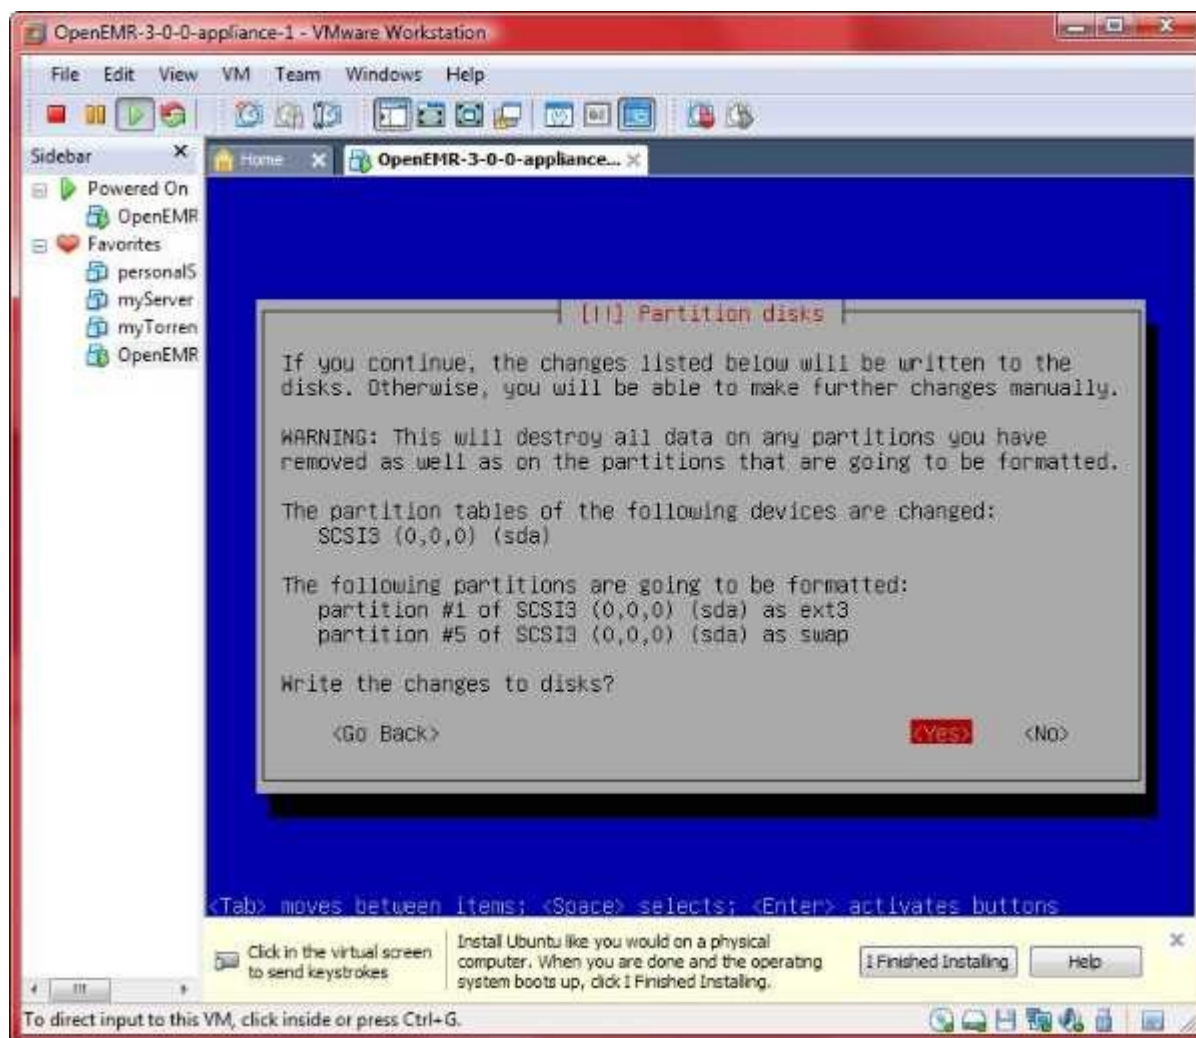 OpenEMR-3-0-0-appliance-1 - VMware Workstation
File Edit View VM Team Windows Help
Sidebar
Home
OpenEMR-3-0-0-appliance...
Powered On
OpenEMR
Favorites
personalS
myServer
myTorren
OpenEMR
[!!] Partition disks
If you continue, the changes listed below will be written to the
disks. Otherwise, you will be able to make further changes manually.
WARNING: This will destroy all data on any partitions you have
removed as well as on the partitions that are going to be formatted.
The partition tables of the following devices are changed:
SCSI3 (0,0,0) (sda)
The following partitions are going to be formatted:
partition #1 of SCSI3 (0,0,0) (sda) as ext3
partition #5 of SCSI3 (0,0,0) (sda) as swap
Write the changes to disks?
<Go Back> <Yes> <No>
<Tab> moves between items; <Space> selects; <Enter> activates buttons
Click in the virtual screen
to send keystrokes
Install Ubuntu like you would on a physical
computer. When you are done and the operating
system boots up, click I Finished Installing.
I Finished Installing
Help
To direct input to this VM, click inside or press Ctrl+G.